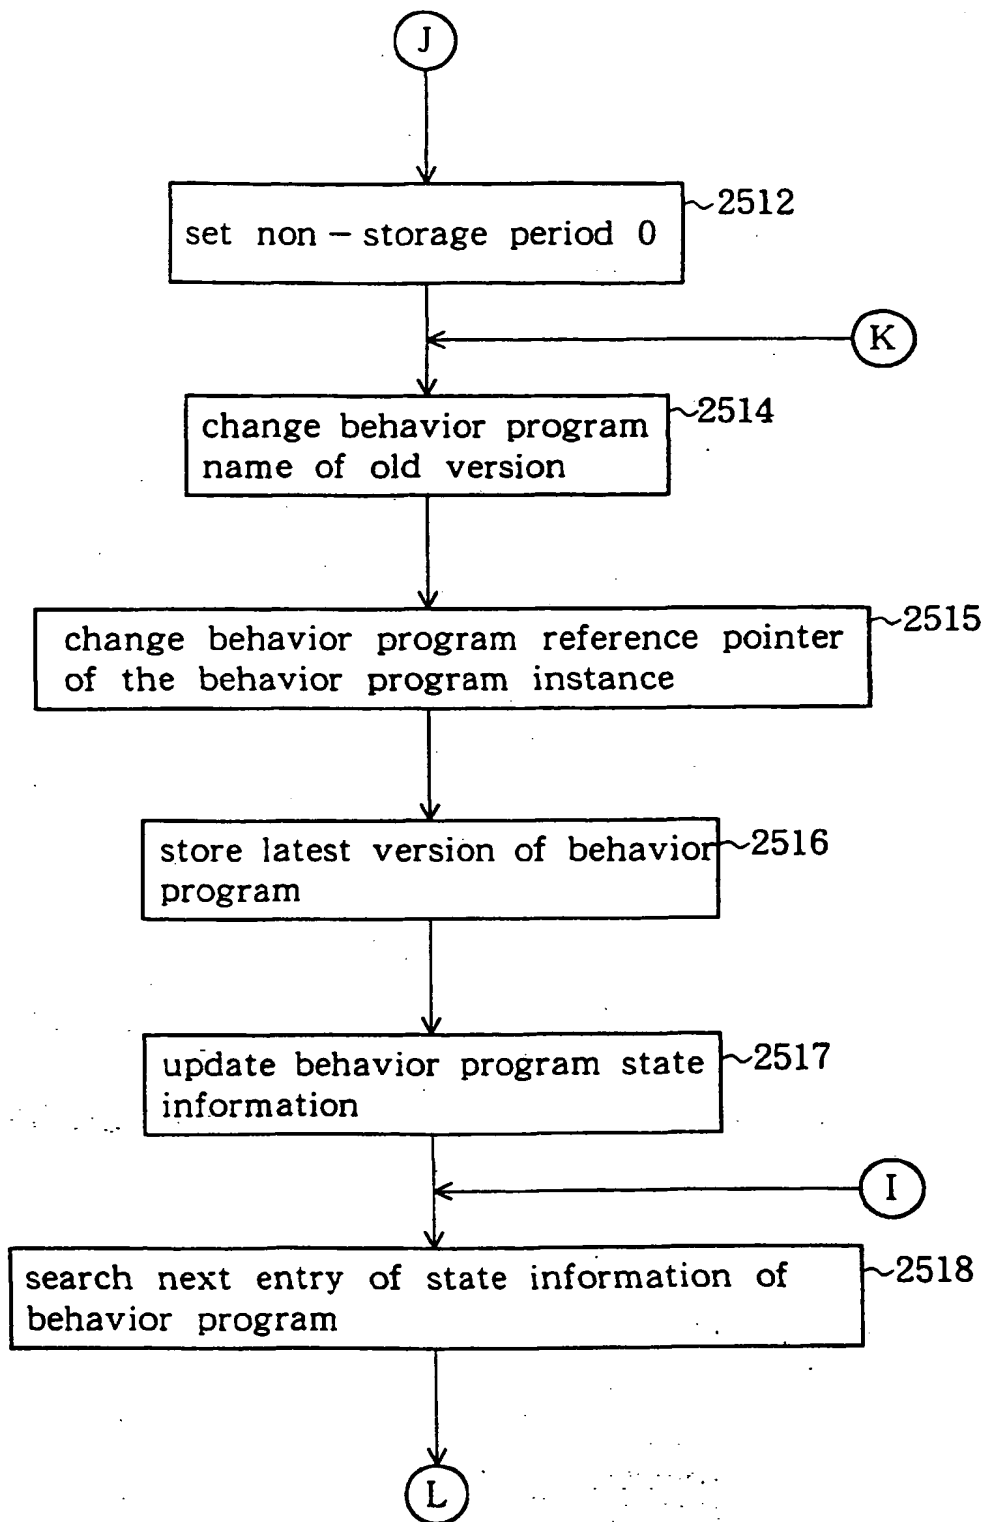 J
set non – storage period 0
2512
K
change behavior program
name of old version
2514
change behavior program reference pointer
of the behavior program instance
2515
store latest version of behavior
program
2516
update behavior program state
information
2517
I
search next entry of state information of
behavior program
2518
L